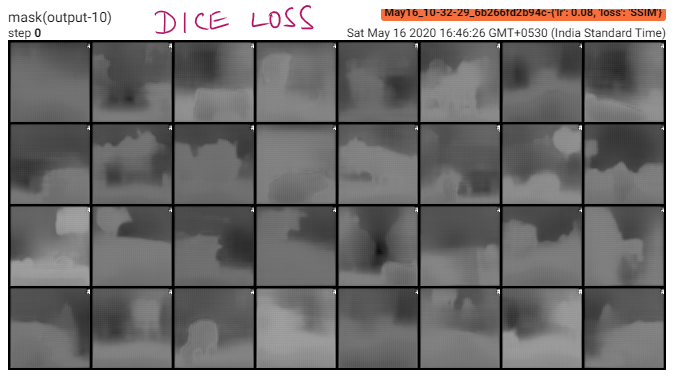 mask(output-10) DICE LOSS May16_10-32-29_6b266fd2b94c-{'lr': 0.08, 'loss': 'SSIM'}
step 0 Sat May 16 2020 16:46:26 GMT+0530 (India Standard Time)